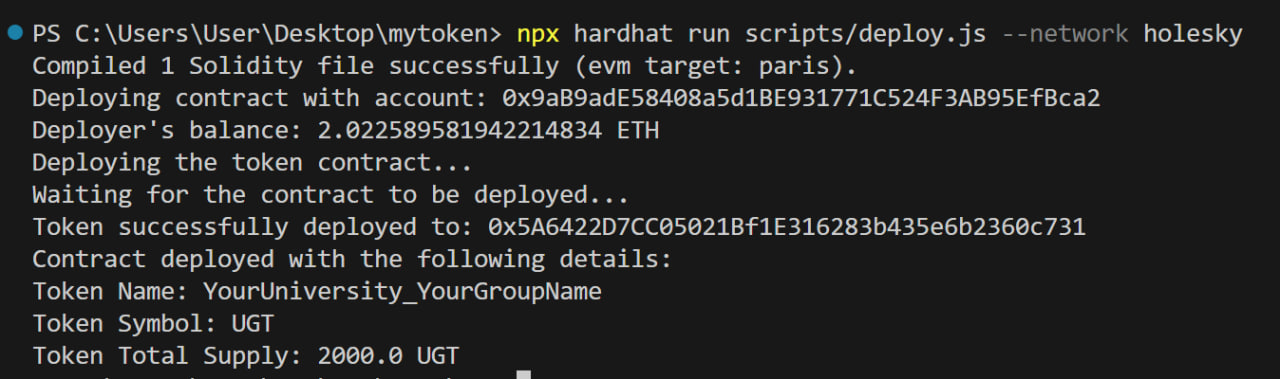 PS C:\Users\User\Desktop\mytoken> npx hardhat run scripts/deploy.js --network holesky
Compiled 1 Solidity file successfully (evm target: paris).
Deploying contract with account: 0x9aB9adE58408a5d1BE931771C524F3AB95EfBca2
Deployer's balance: 2.022589581942214834 ETH
Deploying the token contract...
Waiting for the contract to be deployed...
Token successfully deployed to: 0x5A6422D7CC05021Bf1E316283b435e6b2360c731
Contract deployed with the following details:
Token Name: YourUniversity_YourGroupName
Token Symbol: UGT
Token Total Supply: 2000.0 UGT